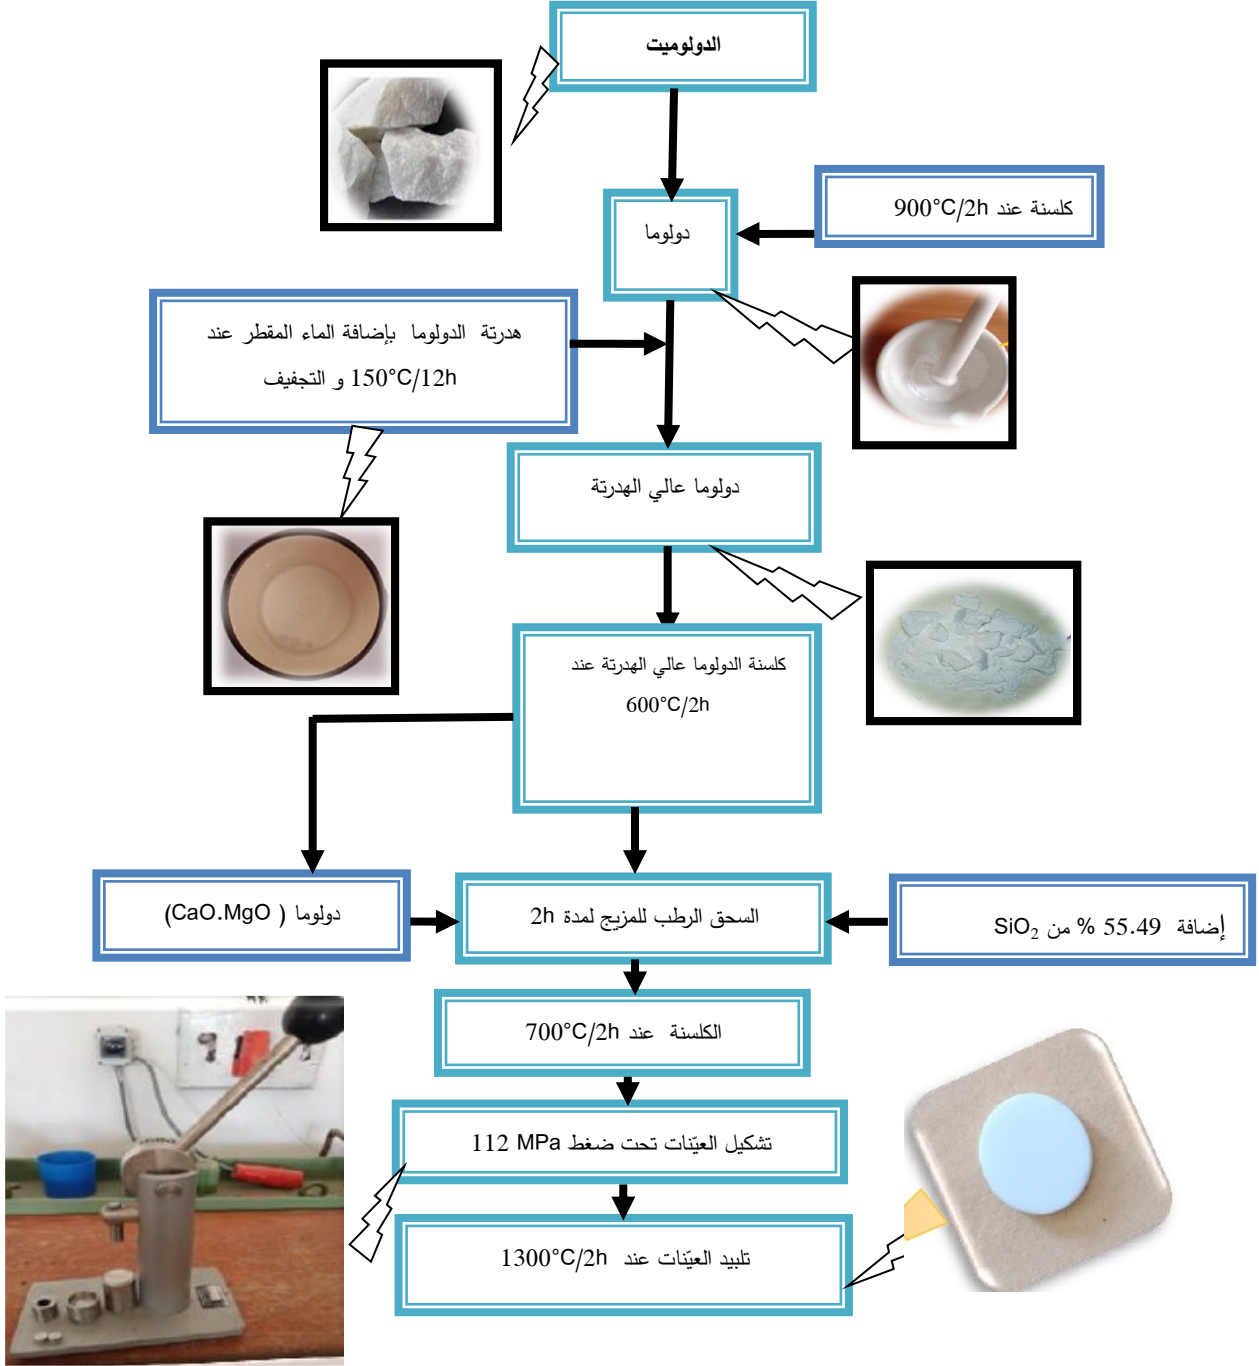 الدولوميت
كلسنة عند 900°C/2h
دولوما
هدرتة الدولوما بإضافة الماء المقطر عند
150°C/12h و التجفيف
دولوما عالي الهدرتة
كلسنة الدولوما عالي الهدرتة عند
600°C/2h
دولوما ( CaO.MgO)
السحق الرطب للمزيج لمدة 2h
إضافة 55.49 % من SiO₂
الكلسنة عند 700°C/2h
تشكيل العيّنات تحت ضغط 112 MPa
تلبيد العيّنات عند 1300°C/2h